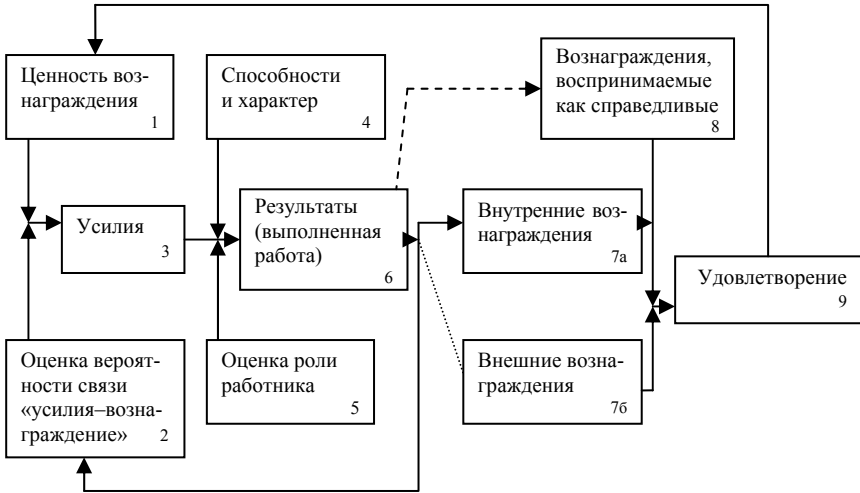 Ценность воз-
награждения
1
Способности
и характер
4
Вознаграждения,
воспринимаемые
как справедливые
8
Усилия
3
Результаты
(выполненная
работа)
6
Внутренние воз-
награждения
7а
Удовлетворение
9
Оценка вероят-
ности связи
«усилия–возна-
граждение»
2
Оценка роли
работника
5
Внешние возна-
граждения
7б